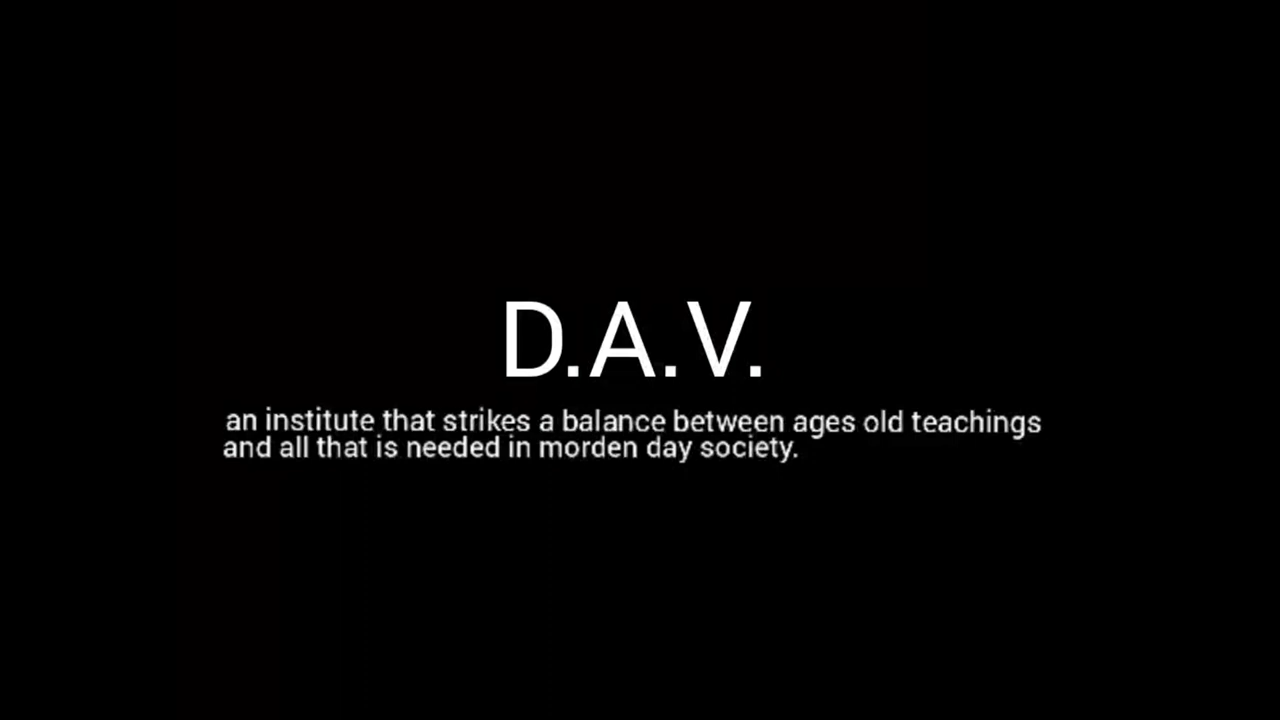 D.A.V.
an institute that strikes a balance between ages old teachings
and all that is needed in morden day society.